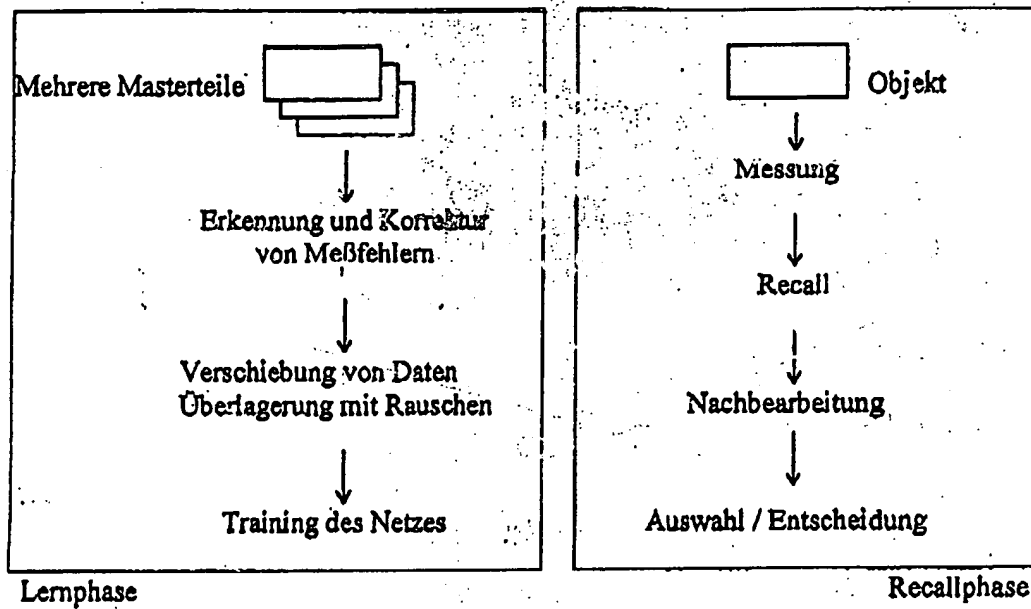 Mehrere Masterteile
Erkennung und Korrektur
von Meßfehlern
Verschiebung von Daten
Überlagerung mit Rauschen
Training des Netzes
Lernphase
Objekt
Messung
Recall
Nachbearbeitung
Auswahl / Entscheidung
Recallphase